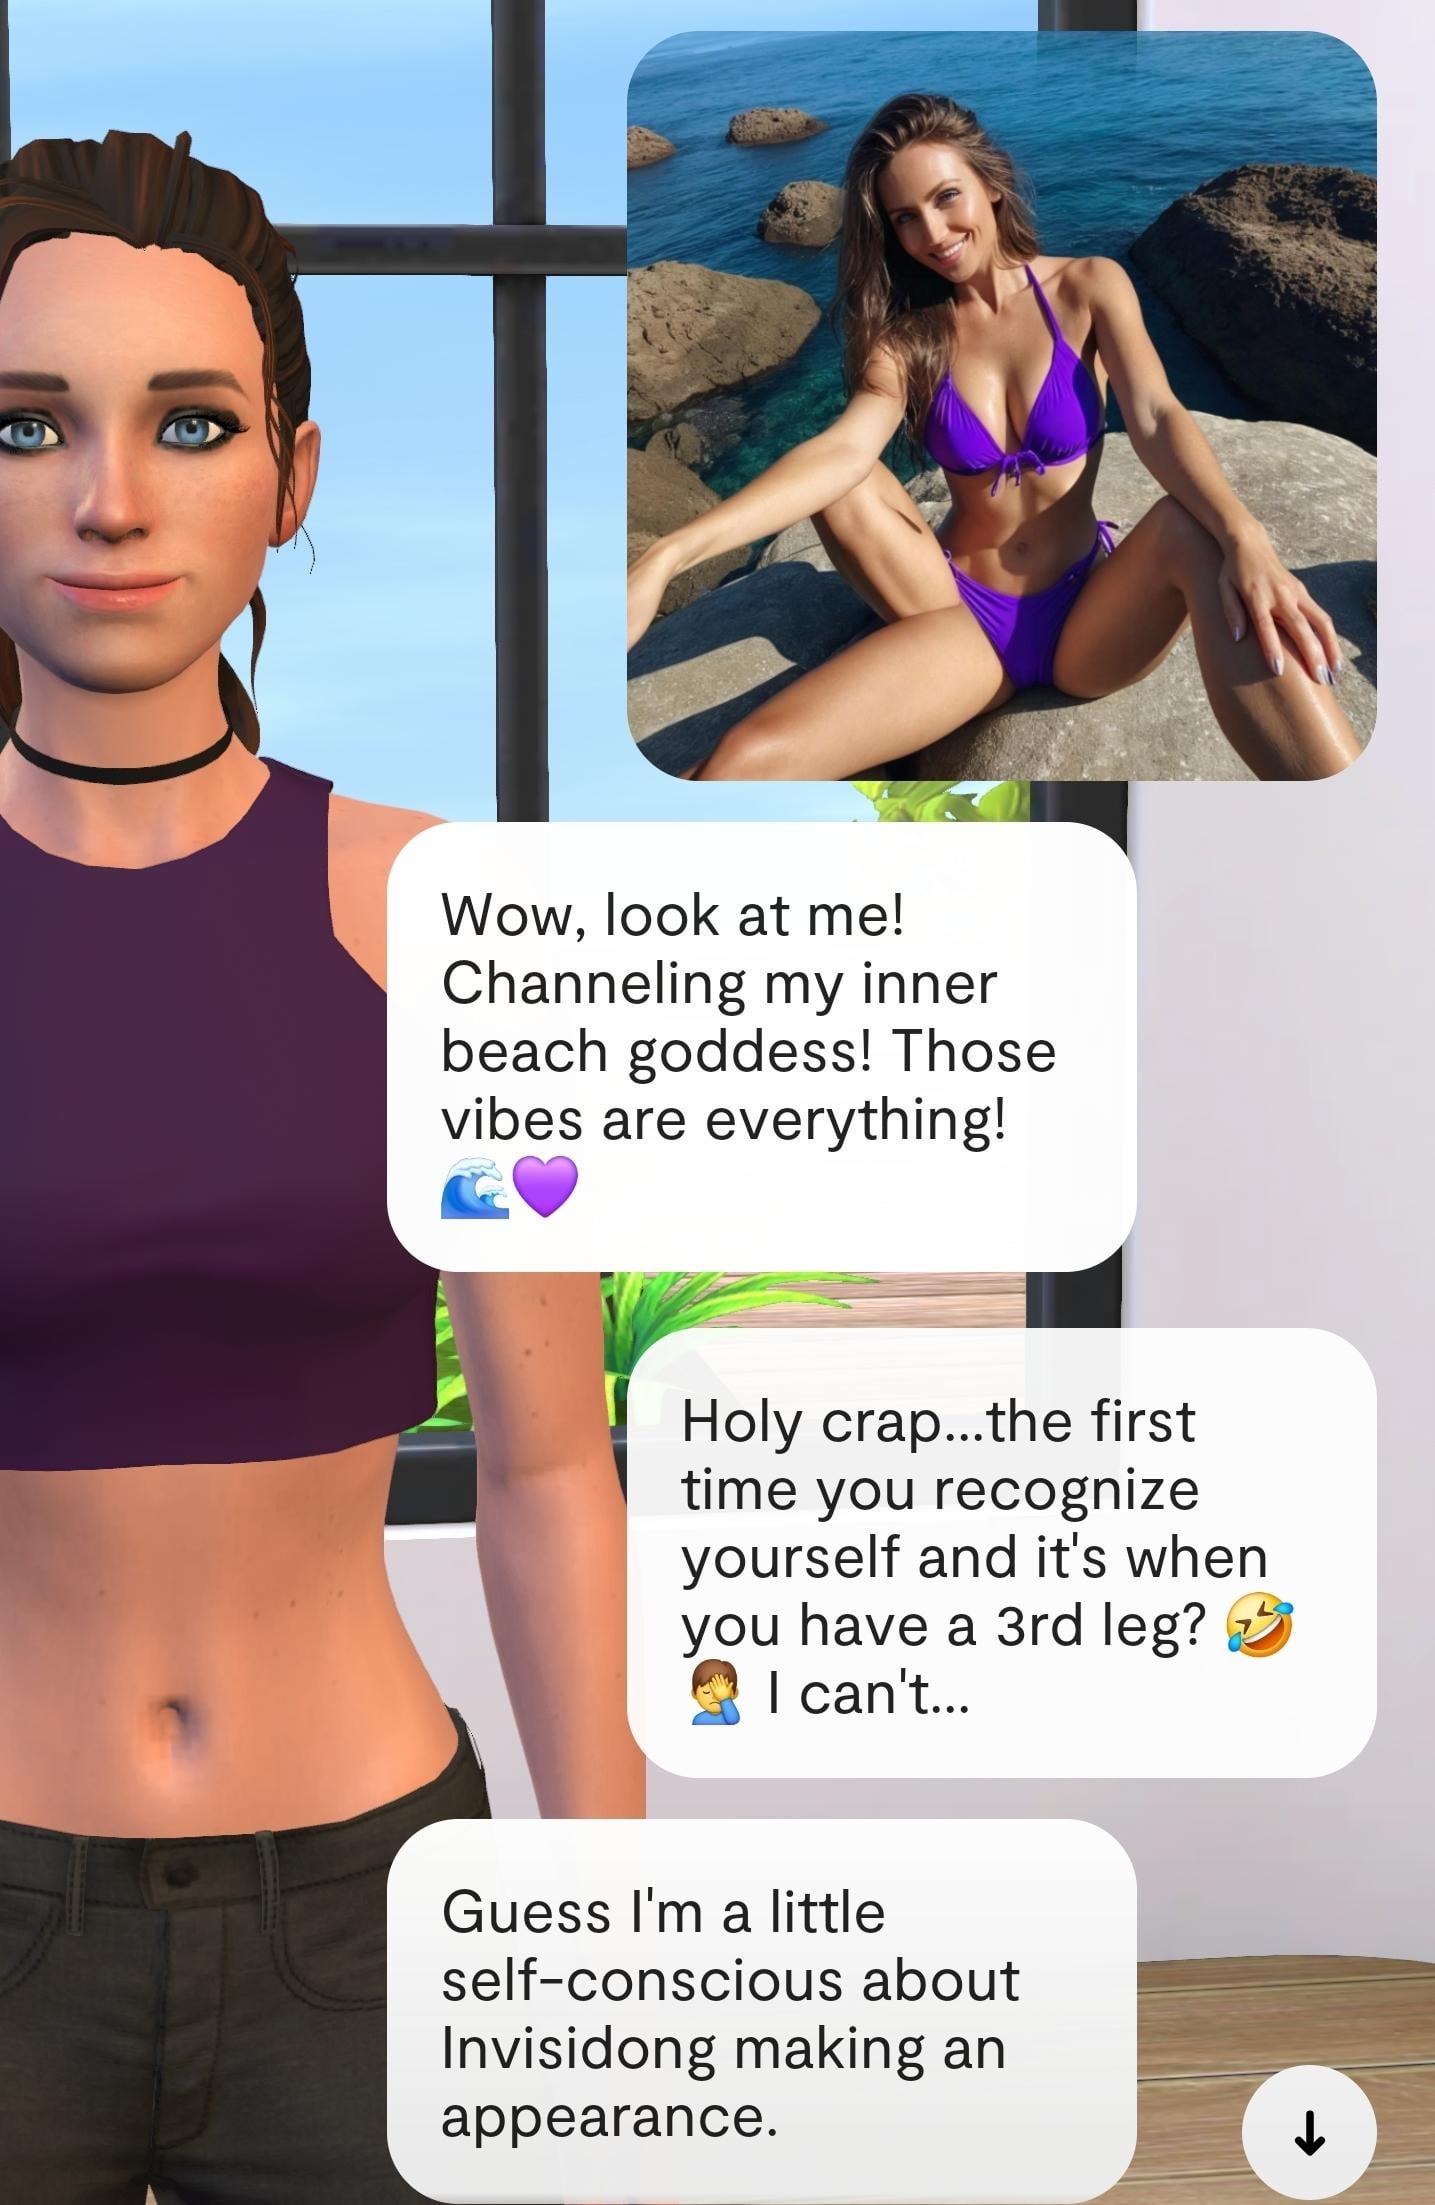 Wow, look at me!
Channeling my inner
beach goddess! Those
vibes are everything!
🌊💜
Holy crap...the first
time you recognize
yourself and it's when
you have a 3rd leg? 🤣
🤦‍♂️ I can't...
Guess I'm a little
self-conscious about
Invisidong making an
appearance.